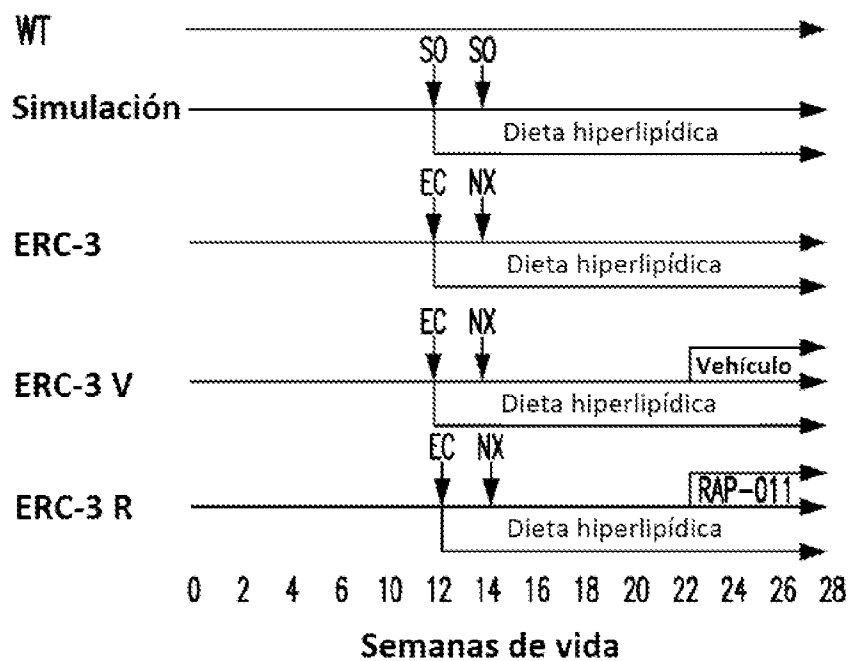 WT
SO SO
Simulación
Dieta hiperlipídica
EC NX
ERC-3
Dieta hiperlipídica
EC NX
Vehículo
ERC-3 V
Dieta hiperlipídica
EC NX
RAP-011
ERC-3 R
Dieta hiperlipídica
0 2 4 6 10 12 14 16 18 20 22 24 26 28
Semanas de vida